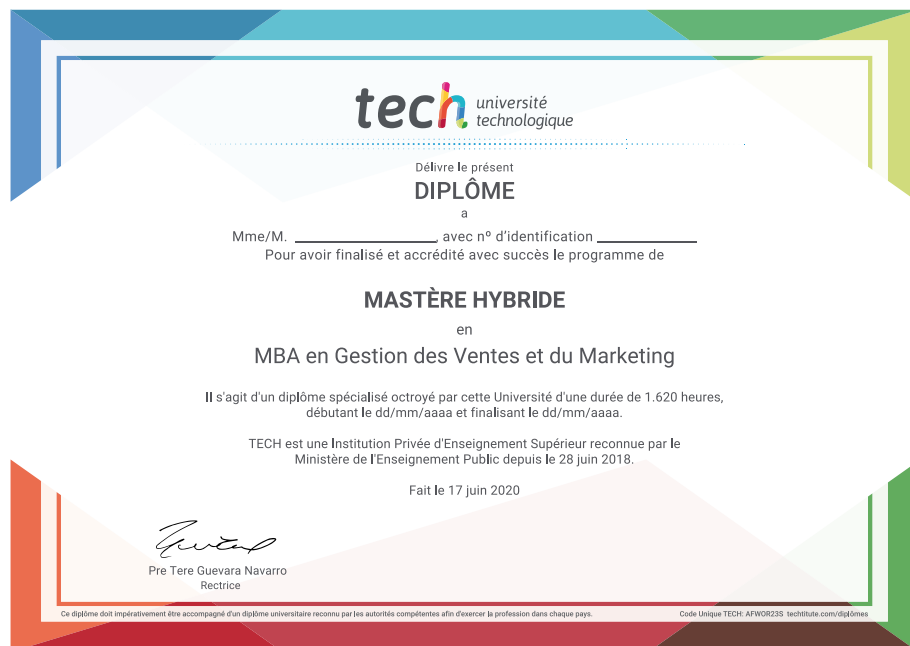 tech université
technologique
Délivre le présent
DIPLÔME
a
Mme/M. ____________, avec nº d'identification ____________
Pour avoir finalisé et accrédité avec succès le programme de
MASTÈRE HYBRIDE
en
MBA en Gestion des Ventes et du Marketing
Il s'agit d'un diplôme spécialisé octroyé par cette Université d'une durée de 1.620 heures,
débutant le dd/mm/aaaa et finalisant le dd/mm/aaaa.
TECH est une Institution Privée d'Enseignement Supérieur reconnue par le
Ministère de l'Enseignement Public depuis le 28 juin 2018.
Fait le 17 juin 2020
Pre Tere Guevara Navarro
Rectrice
Ce diplôme doit impérativement être accompagné d'un diplôme universitaire reconnu par les autorités compétentes afin d'exercer la profession dans chaque pays. Code Unique TECH: AFWOR23S techtitute.com/diplômes